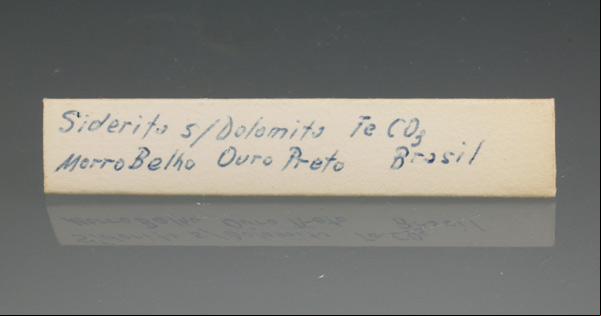 Siderita s/Dolomita Fe CO3
Morro Belho Ouro Preto Brasil